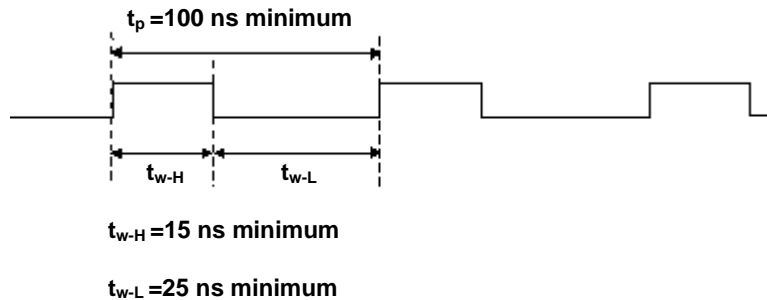 tp =100 ns minimum
tw-H tw-L
tw-H =15 ns minimum
tw-L =25 ns minimum